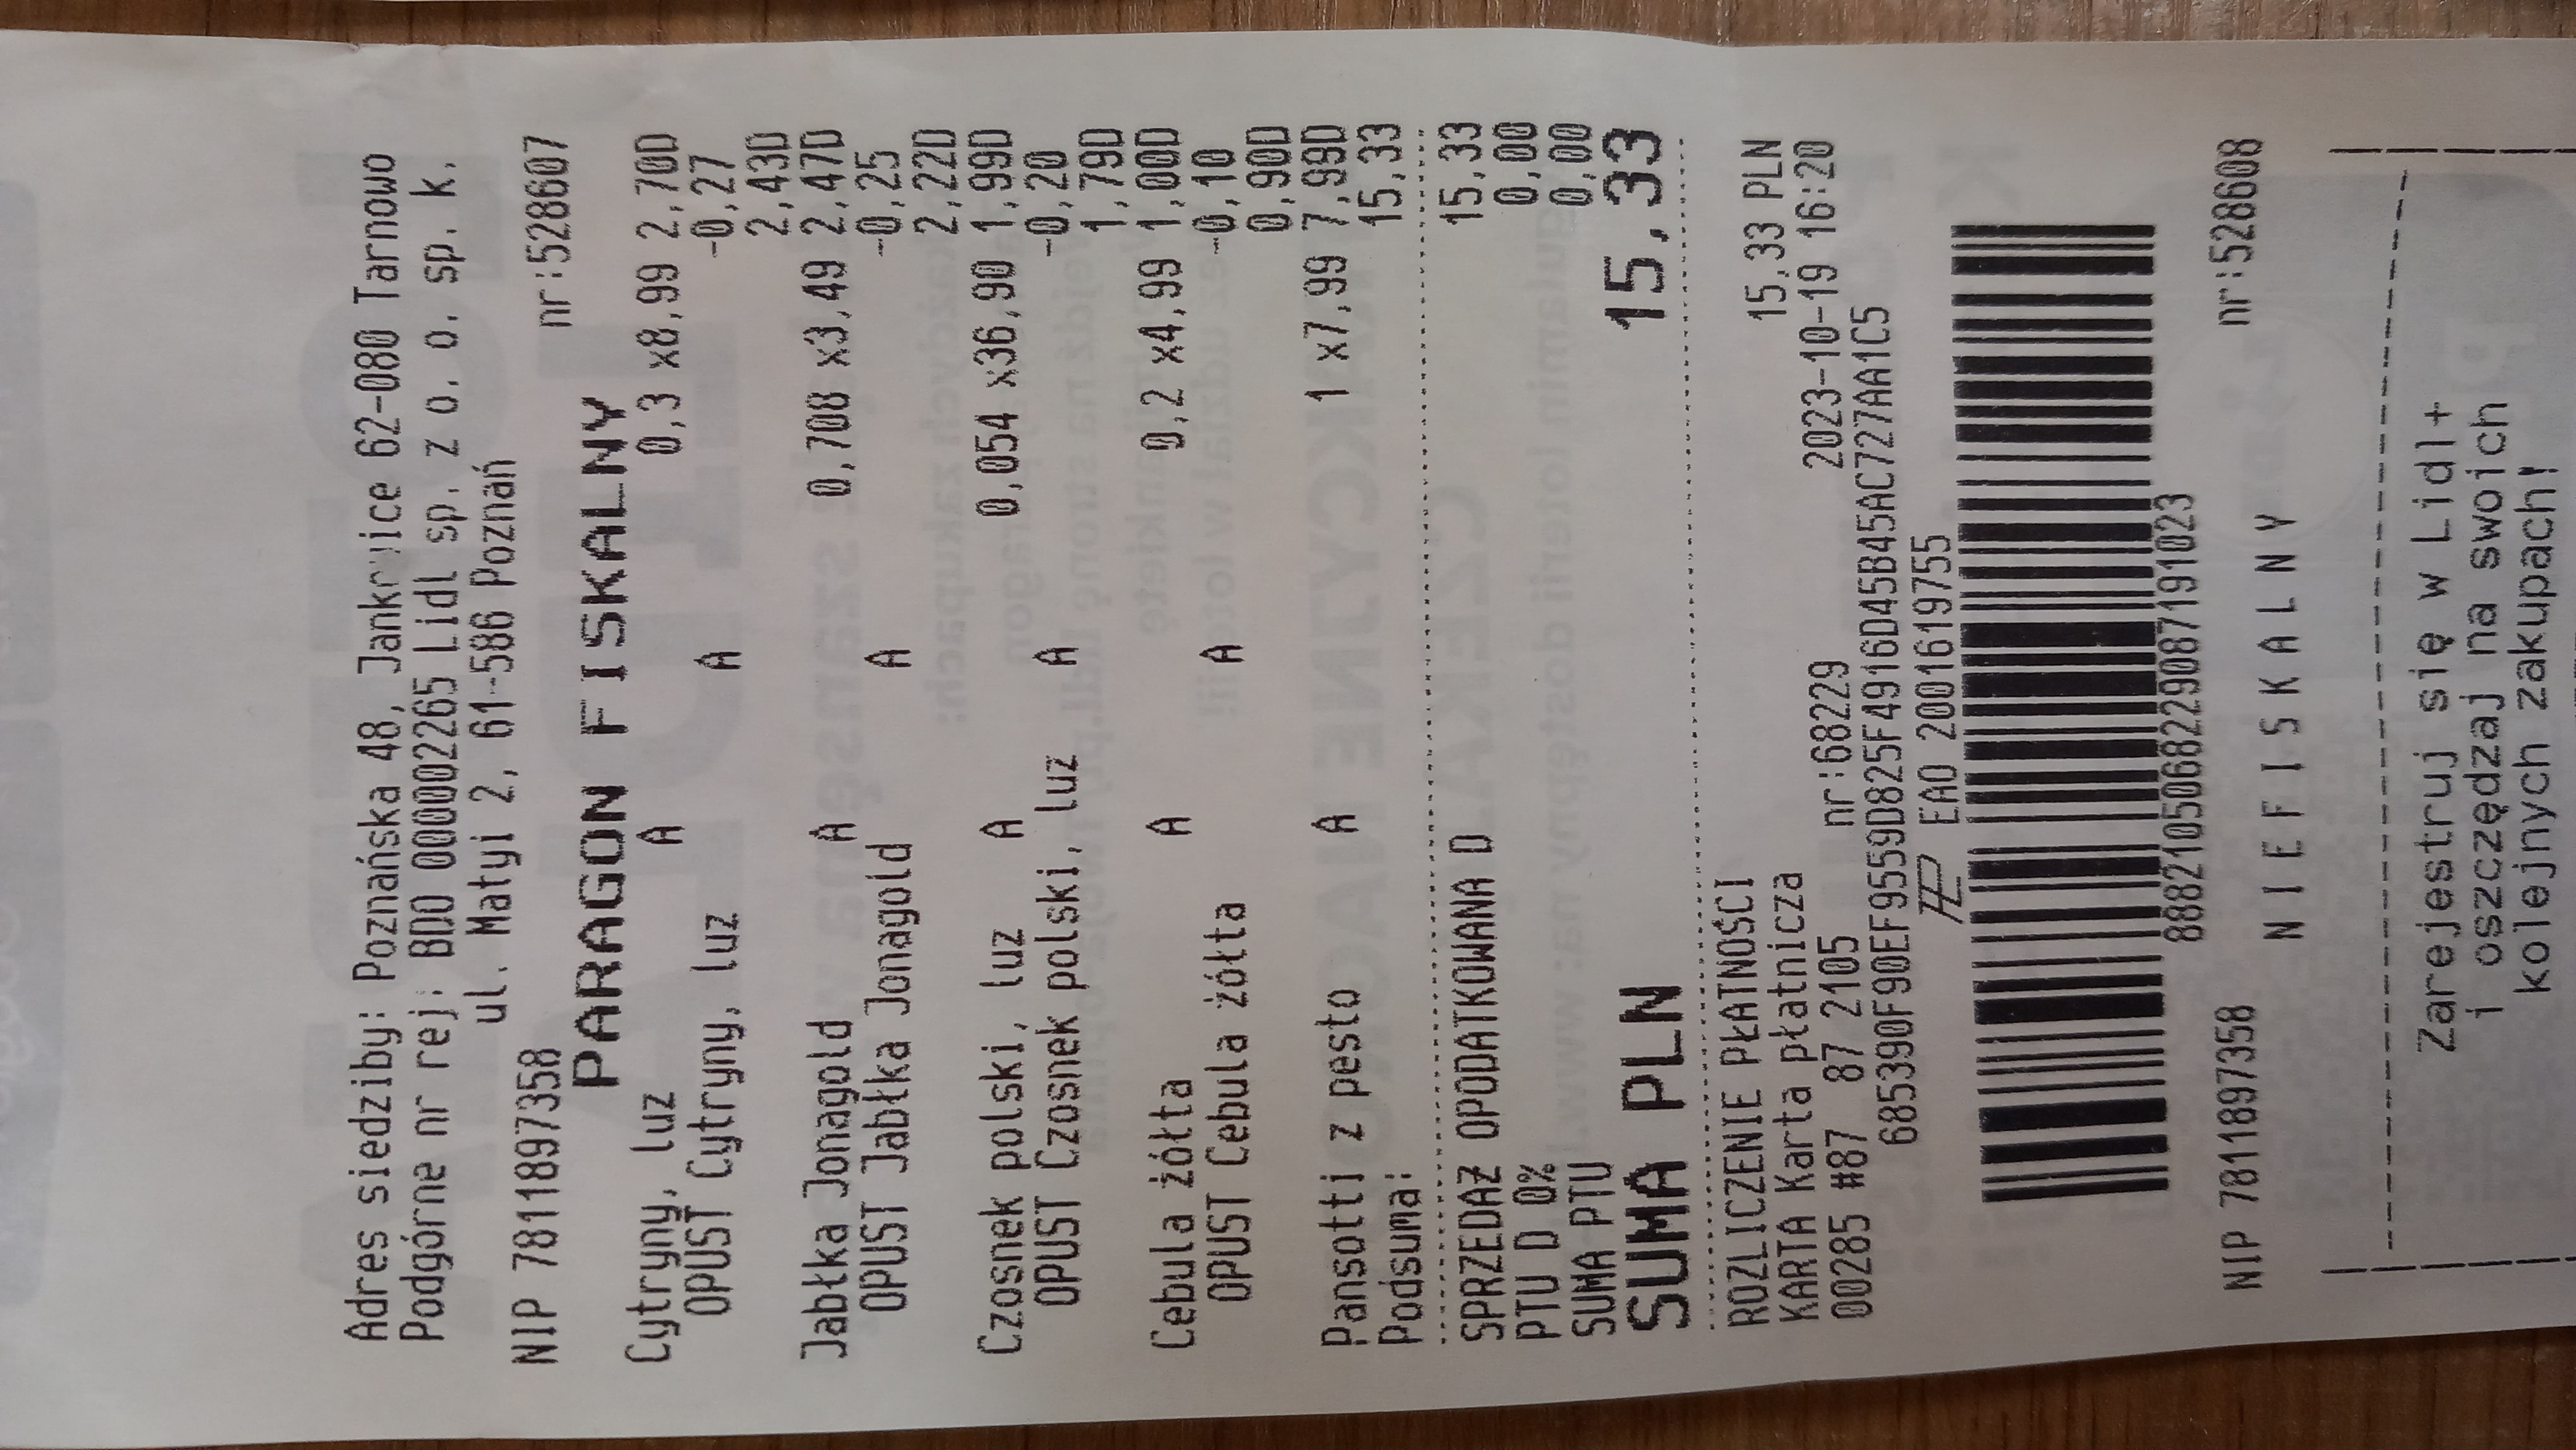 Adres siedziby: Poznańska 48, 62-080 Tarnowo
Podgórne nr rej: BDO 000002265 Lidl sp. z o. o. sp. k.
ul. Matyi 2, 61-586 Poznań
NIP 7811897358 nr:528607
PARAGON FISKALNY
Cytryny, luz A 0,3 x8,99 2,70D
OPUST Cytryny, luz A -0,27
2,43D
Jabłka Jonagold A 0,708 x3,49 2,47D
OPUST Jabłka Jonagold A -0,25
2,22D
Czosnek polski, luz A 0,054 x36,90 1,99D
OPUST Czosnek polski, luz A -0,20
1,79D
Cebula żółta A 0,2 x4,99 1,00D
OPUST Cebula żółta A -0,10
0,90D
Pansotti z pesto A 1 x7,99 7,99D
Podsuma: 15,33
SPRZEDAŻ OPODATKOWANA D 15,33
PTU D 0% 0,00
SUMA PTU 0,00
SUMA PLN 15,33
ROZLICZENIE PŁATNOŚCI
KARTA Karta płatnicza 15,33 PLN
00285 #87 87 2105 nr:68229 2023-10-19 16:20
685390F90EF9559D825F4916D45B45AC727AA1C5
EAO 2001619755
8882105068229087191023
NIP 7811897358 nr:528608
NIEFISKALNY
Zarejestruj się w Lidl+
i oszczędzaj na swoich
kolejnych zakupach!